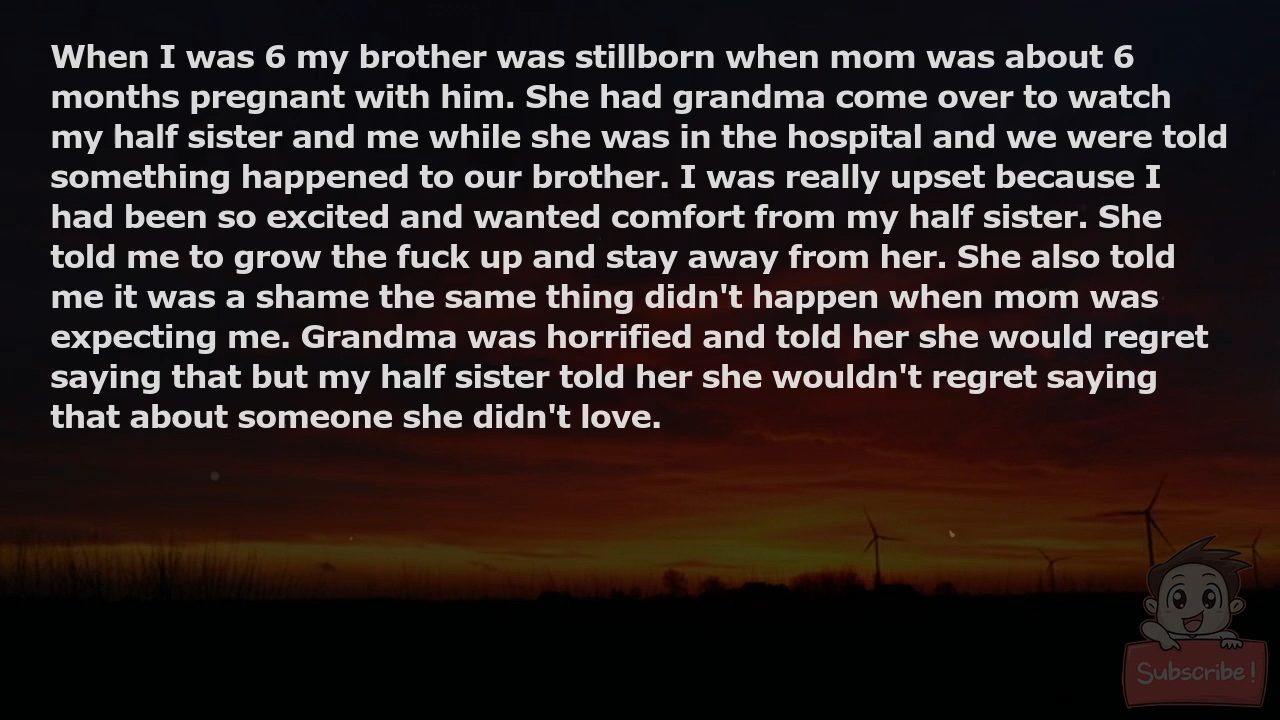 When I was 6 my brother was stillborn when mom was about 6
months pregnant with him. She had grandma come over to watch
my half sister and me while she was in the hospital and we were told
something happened to our brother. I was really upset because I
had been so excited and wanted comfort from my half sister. She
told me to grow the fuck up and stay away from her. She also told
me it was a shame the same thing didn't happen when mom was
expecting me. Grandma was horrified and told her she would regret
saying that but my half sister told her she wouldn't regret saying
that about someone she didn't love.
Subscribe!